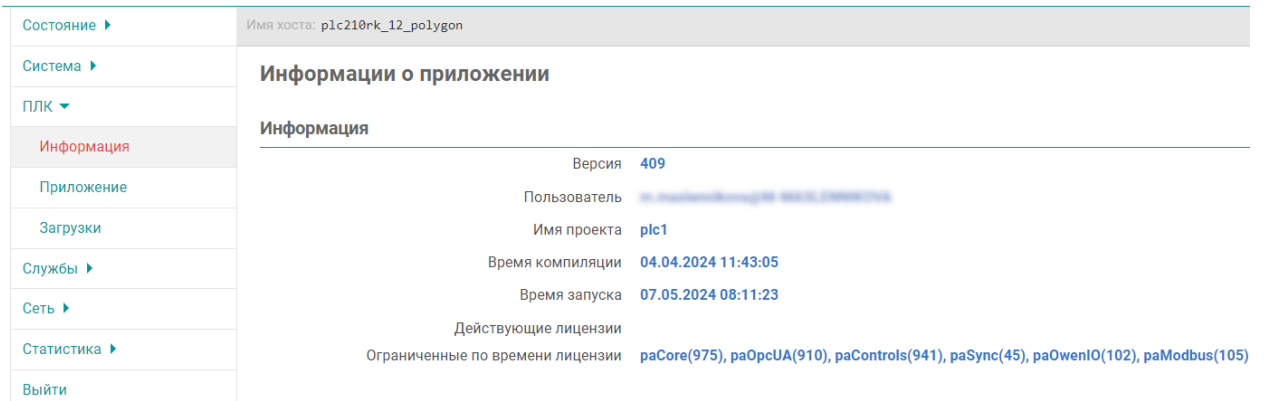 Состояние
Имя хоста: plc210rk_12_polygon
Система
Информации о приложении
ПЛК
Информация
Информация
Версия 409
Приложение
Пользователь
Загрузки
Имя проекта plc1
Службы
Время компиляции 04.04.2024 11:43:05
Время запуска 07.05.2024 08:11:23
Сеть
Действующие лицензии
Статистика
Ограниченные по времени лицензии paCore(975), paOpcUA(910), paControls(941), paSync(45), paOwenIO(102), paModbus(105)
Выйти